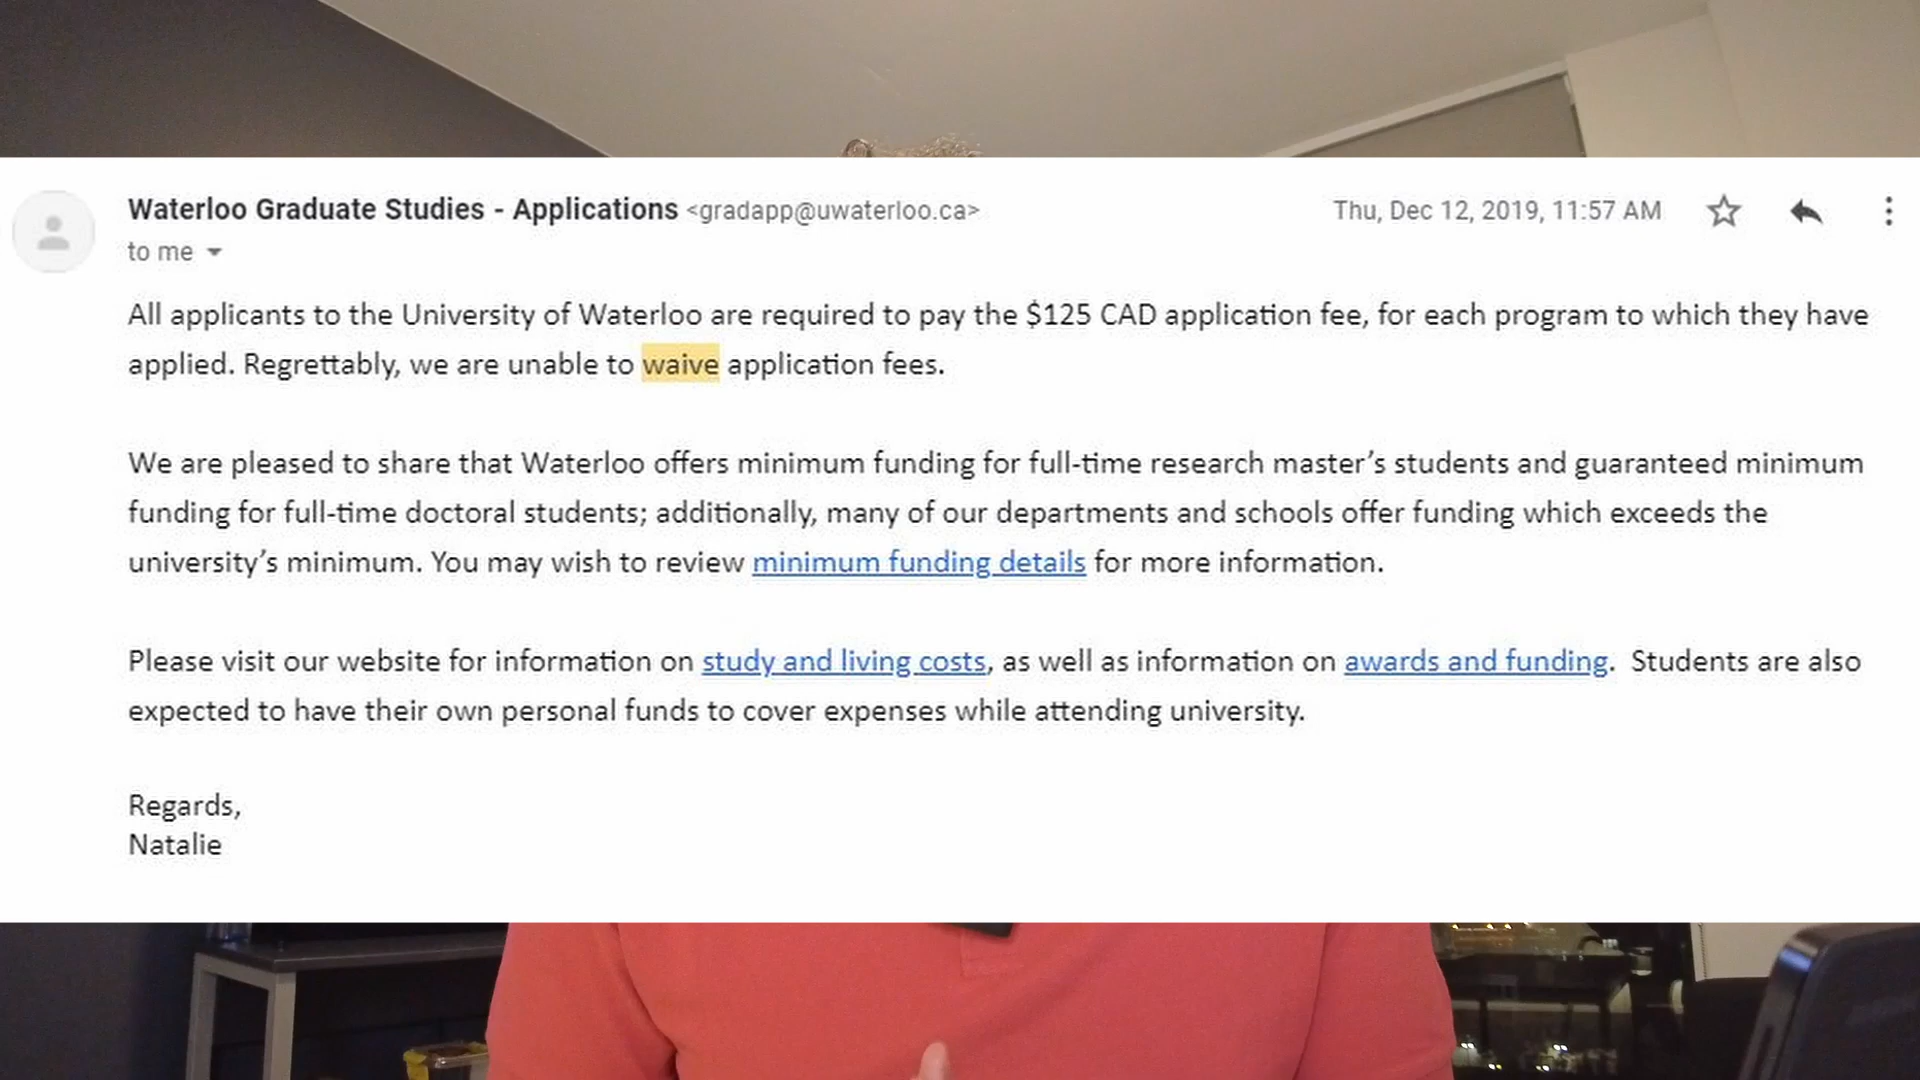 Waterloo Graduate Studies - Applications <gradapp@uwaterloo.ca> Thu, Dec 12, 2019, 11:57 AM
to me
All applicants to the University of Waterloo are required to pay the $125 CAD application fee, for each program to which they have
applied. Regrettably, we are unable to waive application fees.
We are pleased to share that Waterloo offers minimum funding for full-time research master’s students and guaranteed minimum
funding for full-time doctoral students; additionally, many of our departments and schools offer funding which exceeds the
university’s minimum. You may wish to review minimum funding details for more information.
Please visit our website for information on study and living costs, as well as information on awards and funding.  Students are also
expected to have their own personal funds to cover expenses while attending university.
Regards,
Natalie